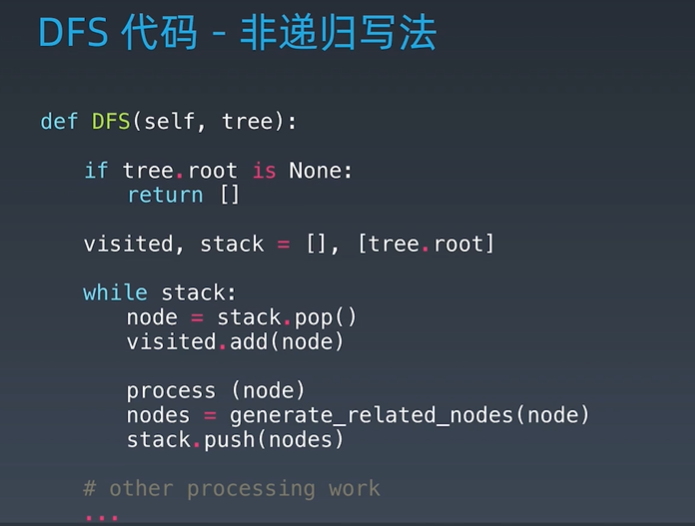 DFS 代码 - 非递归写法
def DFS(self, tree):
if tree.root is None:
return []
visited, stack = [], [tree.root]
while stack:
node = stack.pop()
visited.add(node)
process (node)
nodes = generate_related_nodes(node)
stack.push(nodes)
# other processing work
...